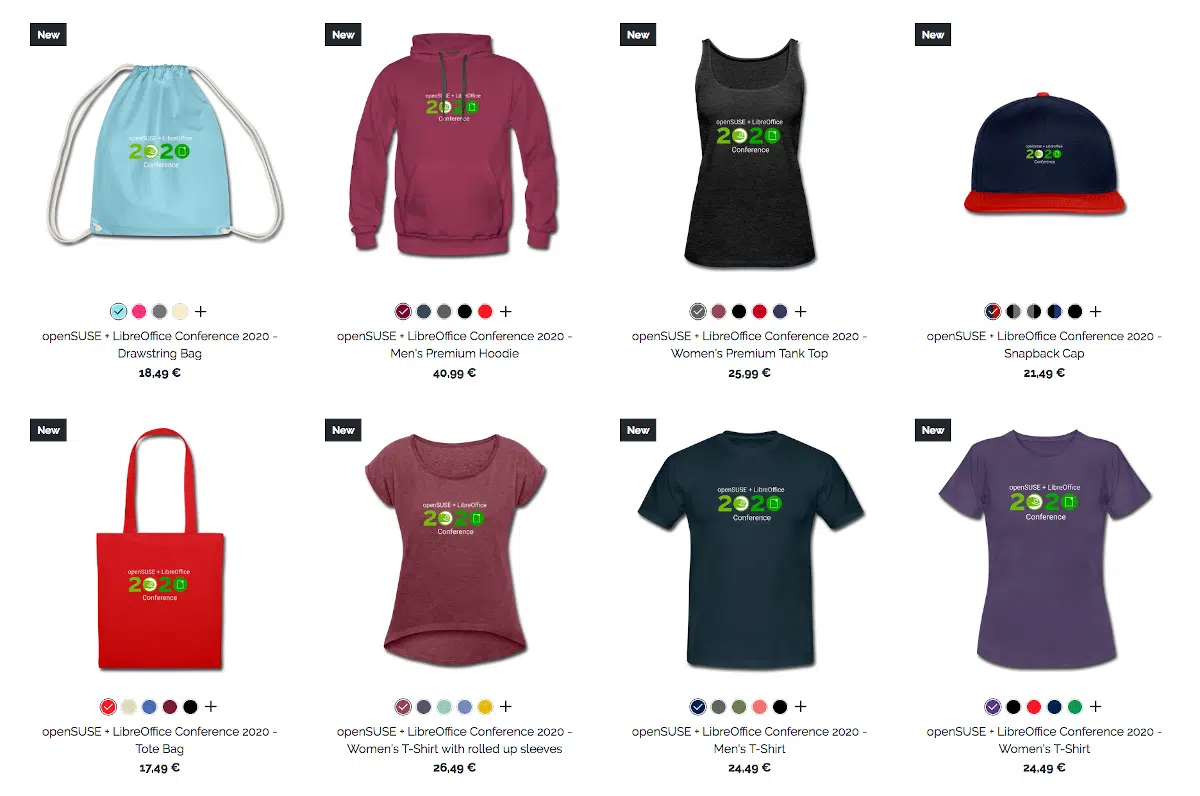 New
openSUSE + LibreOffice
2020
Conference
openSUSE + LibreOffice Conference 2020 -
Drawstring Bag
18,49 €
New
openSUSE + LibreOffice
2020
Conference
openSUSE + LibreOffice Conference 2020 -
Men's Premium Hoodie
40,99 €
New
openSUSE + LibreOffice
2020
Conference
openSUSE + LibreOffice Conference 2020 -
Women's Premium Tank Top
25,99 €
New
openSUSE + LibreOffice
2020
Conference
openSUSE + LibreOffice Conference 2020 -
Snapback Cap
21,49 €
New
openSUSE + LibreOffice
2020
Conference
openSUSE + LibreOffice Conference 2020 -
Tote Bag
17,49 €
New
openSUSE + LibreOffice
2020
Conference
openSUSE + LibreOffice Conference 2020 -
Women's T-Shirt with rolled up sleeves
26,49 €
New
openSUSE + LibreOffice
2020
Conference
openSUSE + LibreOffice Conference 2020 -
Men's T-Shirt
24,49 €
New
openSUSE + LibreOffice
2020
Conference
openSUSE + LibreOffice Conference 2020 -
Women's T-Shirt
24,49 €